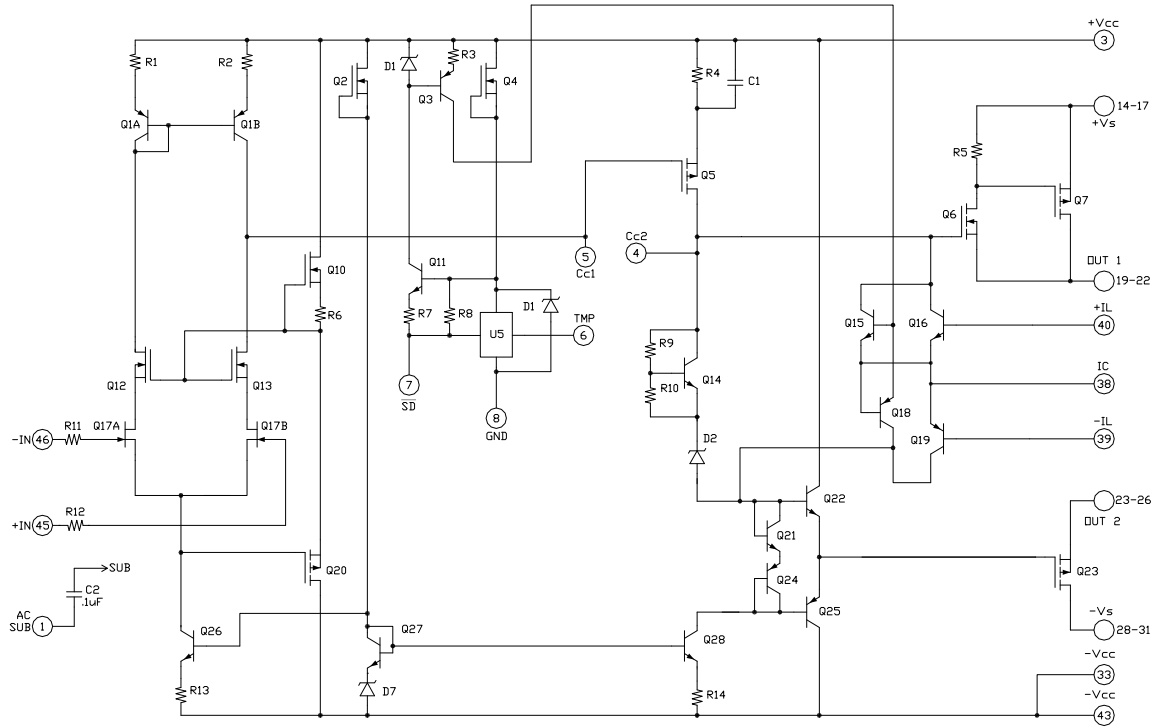 +Vcc
3
R1
R2
Q2
D1
R3
Q3
Q4
R4
C1
Q1A
Q1B
14-17
+Vs
R5
Q5
Q6
Q7
Cc2
4
5
Cc1
OUT 1
19-22
Q10
Q11
R6
R7
R8
D1
U5
TMP
6
Q15
Q16
+IL
40
R9
R10
Q14
Q12
Q13
7
SD
8
GND
IC
38
Q18
Q19
-IL
39
-IN
46
R11
Q17A
Q17B
D2
+IN
45
R12
Q22
23-26
OUT 2
Q21
Q24
Q23
SUB
C2
.1uF
Q20
AC
SUB
1
Q25
-Vs
28-31
Q26
Q27
Q28
-Vcc
33
R13
D7
R14
-Vcc
43